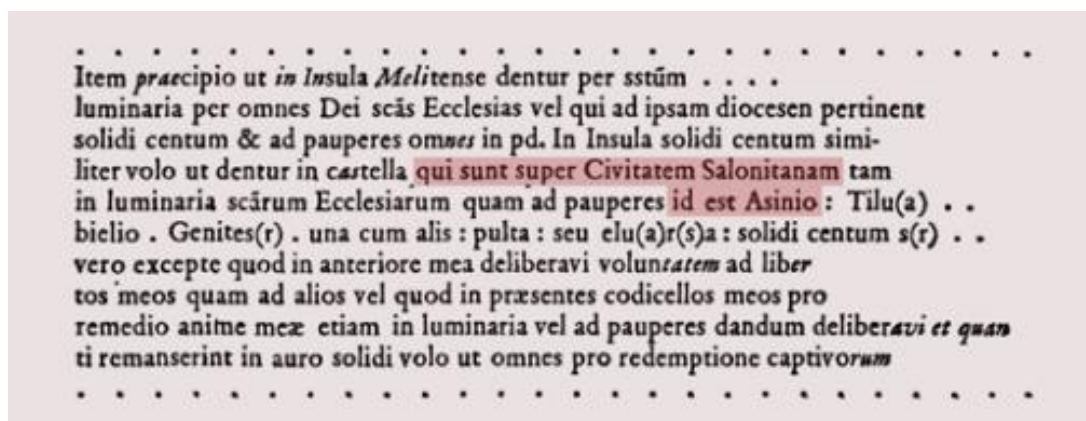 . . . . . . . . . . . . . . . . . . . . . . . . . .
Item praecipio ut in Insula Melitense dentur per sstūm . . . .
luminaria per omnes Dei scās Ecclesias vel qui ad ipsam diocesen pertinent
solidi centum & ad pauperes omnes in pd. In Insula solidi centum simi-
liter volo ut dentur in castella qui sunt super Civitatem Salonitanam tam
in luminaria scārum Ecclesiarum quam ad pauperes id est Asinio : Tilu(a) . .
bielio . Genites(r) . una cum alis : pulta : seu elu(a)r(s)a : solidi centum s(r) . .
vero excepte quod in anteriore mea deliberavi voluntatem ad liber
tos meos quam ad alios vel quod in præsentes codicellos meos pro
remedio anime meæ etiam in luminaria vel ad pauperes dandum deliberavi et quan
ti remanserint in auro solidi volo ut omnes pro redemptione captivorum
. . . . . . . . . . . . . . . . . . . . . . . . . .